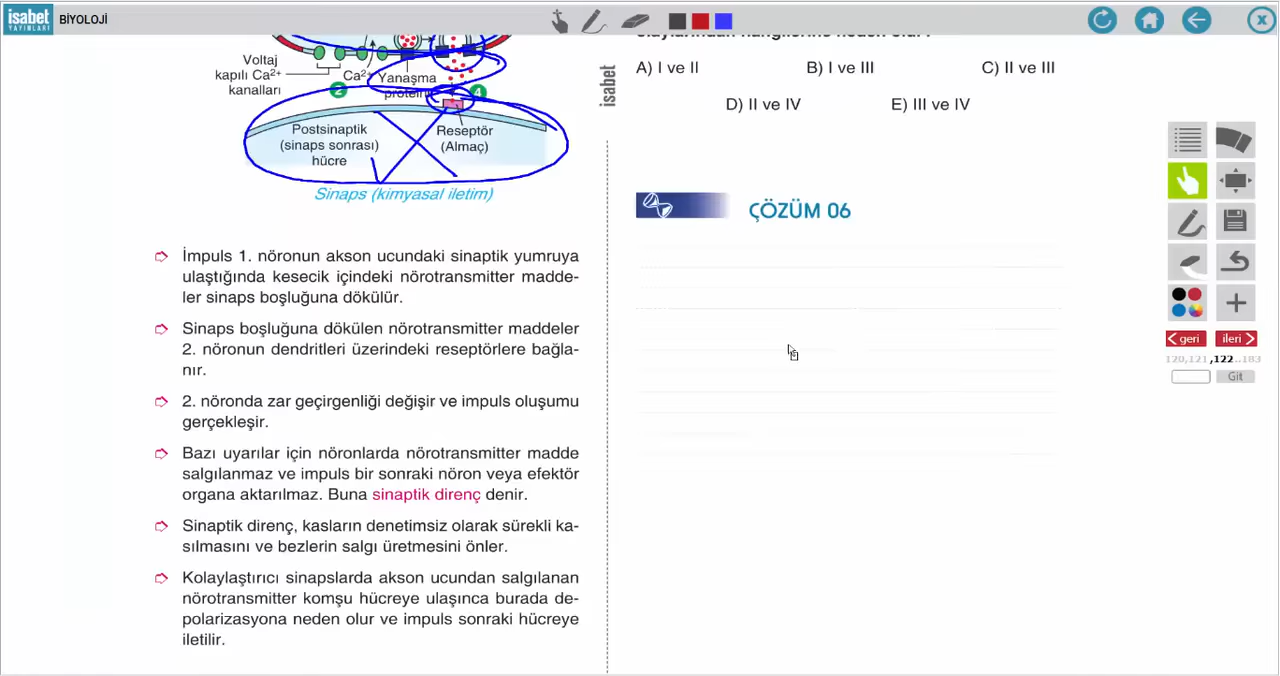 isabet
YAYINLARI
BİYOLOJİ
Voltaj
kapılı Ca2+
kanalları
Ca2+
Yanaşma
protein
2
4
Postsinaptik
(sinaps sonrası)
hücre
Reseptör
(Almaç)
Sinaps (kimyasal iletim)
İmpuls 1. nöronun akson ucundaki sinaptik yumruya
ulaştığında kesecik içindeki nörotransmitter madde-
ler sinaps boşluğuna dökülür.
Sinaps boşluğuna dökülen nörotransmitter maddeler
2. nöronun dendritleri üzerindeki reseptörlere bağla-
nır.
2. nöronda zar geçirgenliği değişir ve impuls oluşumu
gerçekleşir.
Bazı uyarılar için nöronlarda nörotransmitter madde
salgılanmaz ve impuls bir sonraki nöron veya efektör
organa aktarılmaz. Buna sinaptik direnç denir.
Sinaptik direnç, kasların denetimsiz olarak sürekli ka-
sılmasını ve bezlerin salgı üretmesini önler.
Kolaylaştırıcı sinapslarda akson ucundan salgılanan
nörotransmitter komşu hücreye ulaşınca burada de-
polarizasyona neden olur ve impuls sonraki hücreye
iletilir.
isabet
A) I ve II B) I ve III C) II ve III
D) II ve IV E) III ve IV
ÇÖZÜM 06
geri ileri
120,121,122..183
Git